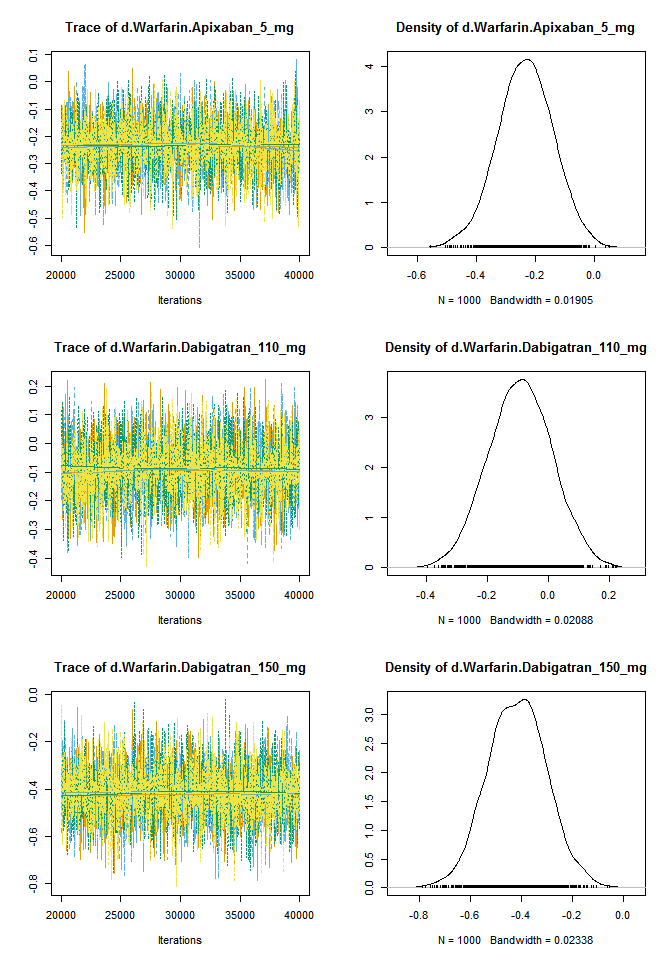 Trace of d.Warfarin.Apixaban_5_mg
0.1
0.0
-0.1
-0.2
-0.3
-0.4
-0.5
-0.6
20000 25000 30000 35000 40000
Iterations
Density of d.Warfarin.Apixaban_5_mg
4
3
2
1
0
-0.6 -0.4 -0.2 0.0
N = 1000 Bandwidth = 0.01905
Trace of d.Warfarin.Dabigatran_110_mg
0.2
0.1
0.0
-0.1
-0.2
-0.3
-0.4
20000 25000 30000 35000 40000
Iterations
Density of d.Warfarin.Dabigatran_110_mg
3
2
1
0
-0.4 -0.2 0.0 0.2
N = 1000 Bandwidth = 0.02088
Trace of d.Warfarin.Dabigatran_150_mg
0.0
-0.2
-0.4
-0.6
-0.8
20000 25000 30000 35000 40000
Iterations
Density of d.Warfarin.Dabigatran_150_mg
3.0
2.5
2.0
1.5
1.0
0.5
0.0
-0.8 -0.6 -0.4 -0.2 0.0
N = 1000 Bandwidth = 0.02338